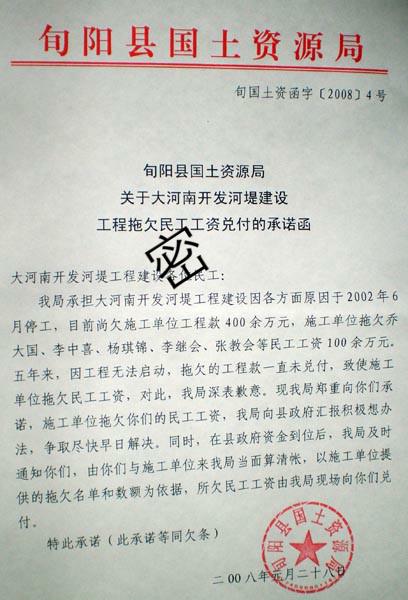 旬阳县国土资源局
旬国土资函字〔2008〕4号
旬阳县国土资源局
关于大河南开发河堤建设
工程拖欠民工工资兑付的承诺函
密
大河南开发河堤工程建设各位民工：
我局承担大河南开发河堤工程建设因各方面原因于2002年6
月停工，目前尚欠施工单位工程款400余万元，施工单位拖欠乔
大国、李中喜、杨琪锦、李继会、张教会等民工工资100余万元。
五年来，因工程无法启动，拖欠的工程款一直未兑付，致使施工
单位拖欠民工工资，对此，我局深表歉意。现我局郑重向你们承
诺，施工单位拖欠你们的民工工资，我局向县政府汇报积极想办
法，争取尽快早日解决。同时，在县政府资金到位后，我局及时
通知你们，由你们与施工单位来我局当面算清帐，以施工单位提
供的拖欠名单和数额为依据，所欠民工工资由我局现场向你们兑
付。
特此承诺（此承诺等同欠条）
旬阳县国土资源局
二00八年元月二十八日